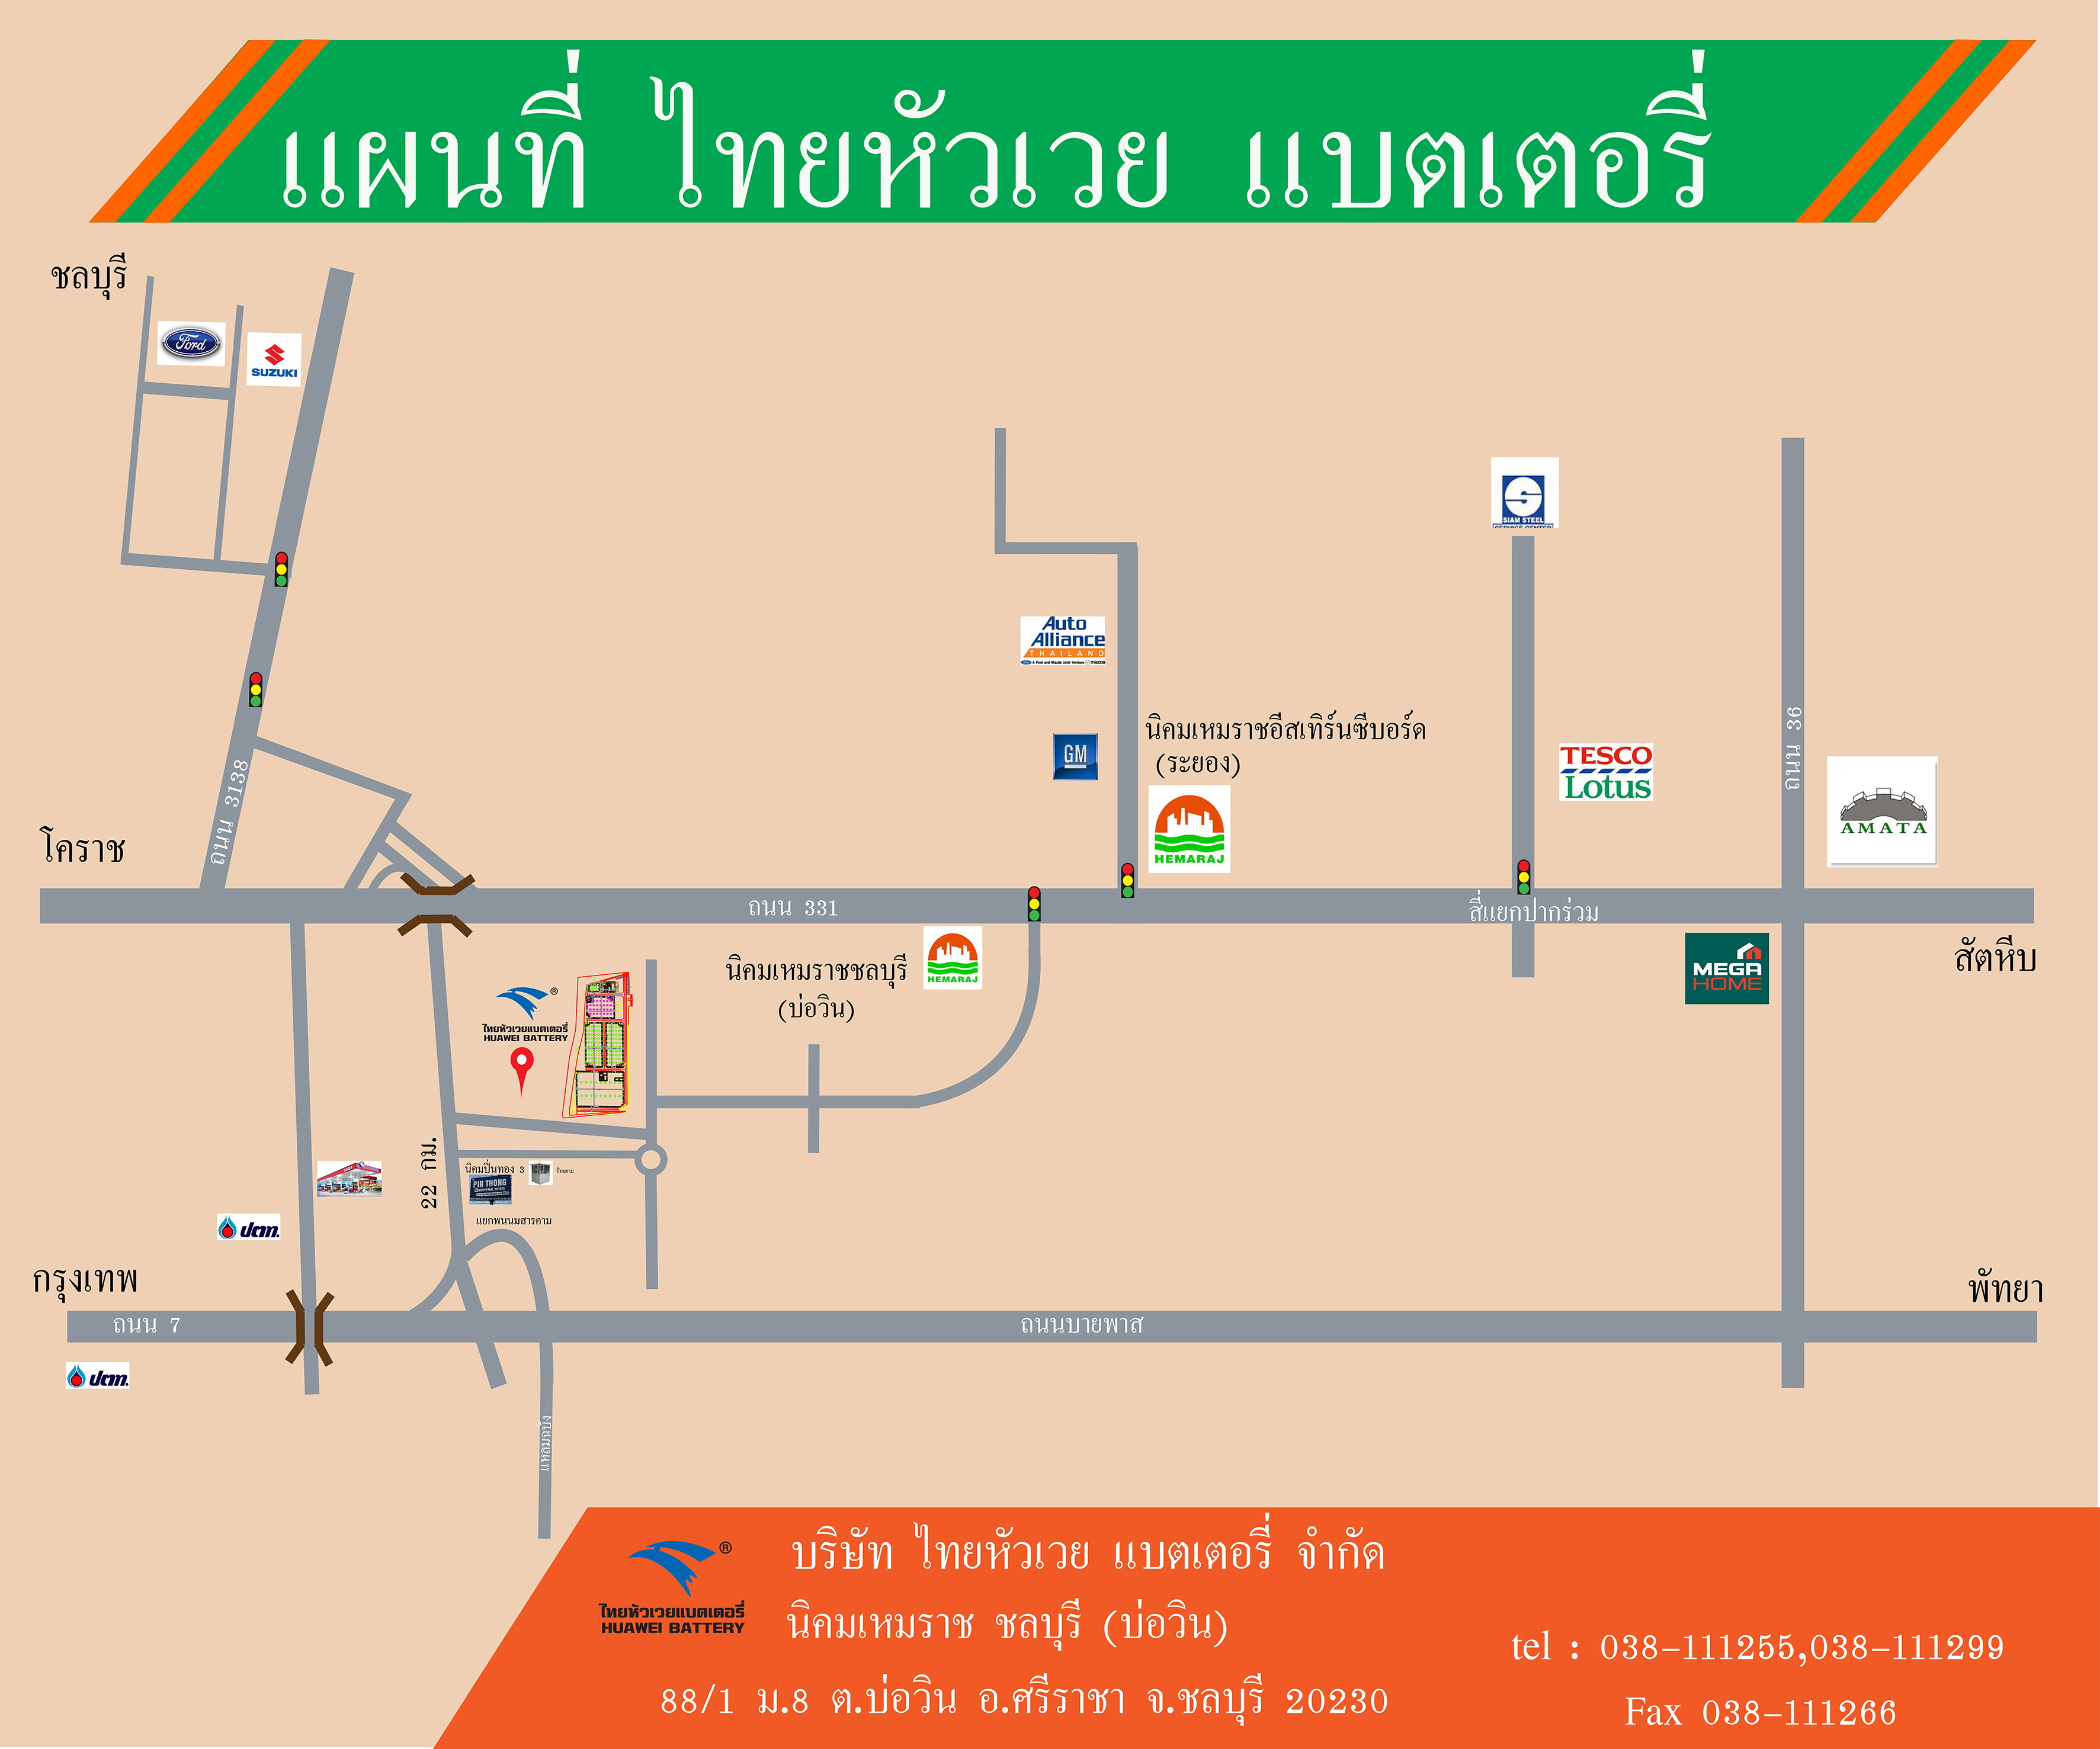 แผนที่ ไทยหัวเวย แบตเตอรี่
ชลบุรี
Ford
SUZUKI
SIAM STEEL
SERVICE CENTER
Auto
Alliance
THAILAND
A Ford and Mazda Joint Venture
นิคมเหมราชอีสเทิร์นซีบอร์ด
(ระยอง)
GM
HEMARAJ
TESCO
Lotus
ถนน 36
AMATA
ถนน 3138
โคราช
ถนน 331
สี่แยกปากร่วม
สัตหีบ
นิคมเหมราชชลบุรี
(บ่อวิน)
HEMARAJ
MEGA
HOME
®
ไทยหัวเวยแบตเตอรี่
HUAWEI BATTERY
22 กม.
นิคมปิ่นทอง 3
ป้อมยาม
PIN THONG
แยกพนมสารคาม
ปตท.
กรุงเทพ
พัทยา
ถนน 7
ถนนบายพาส
ปตท.
แหลมฉบัง
®
ไทยหัวเวยแบตเตอรี่
HUAWEI BATTERY
บริษัท ไทยหัวเวย แบตเตอรี่ จำกัด
นิคมเหมราช ชลบุรี (บ่อวิน)
88/1 ม.8 ต.บ่อวิน อ.ศรีราชา จ.ชลบุรี 20230
tel : 038-111255,038-111299
Fax 038-111266